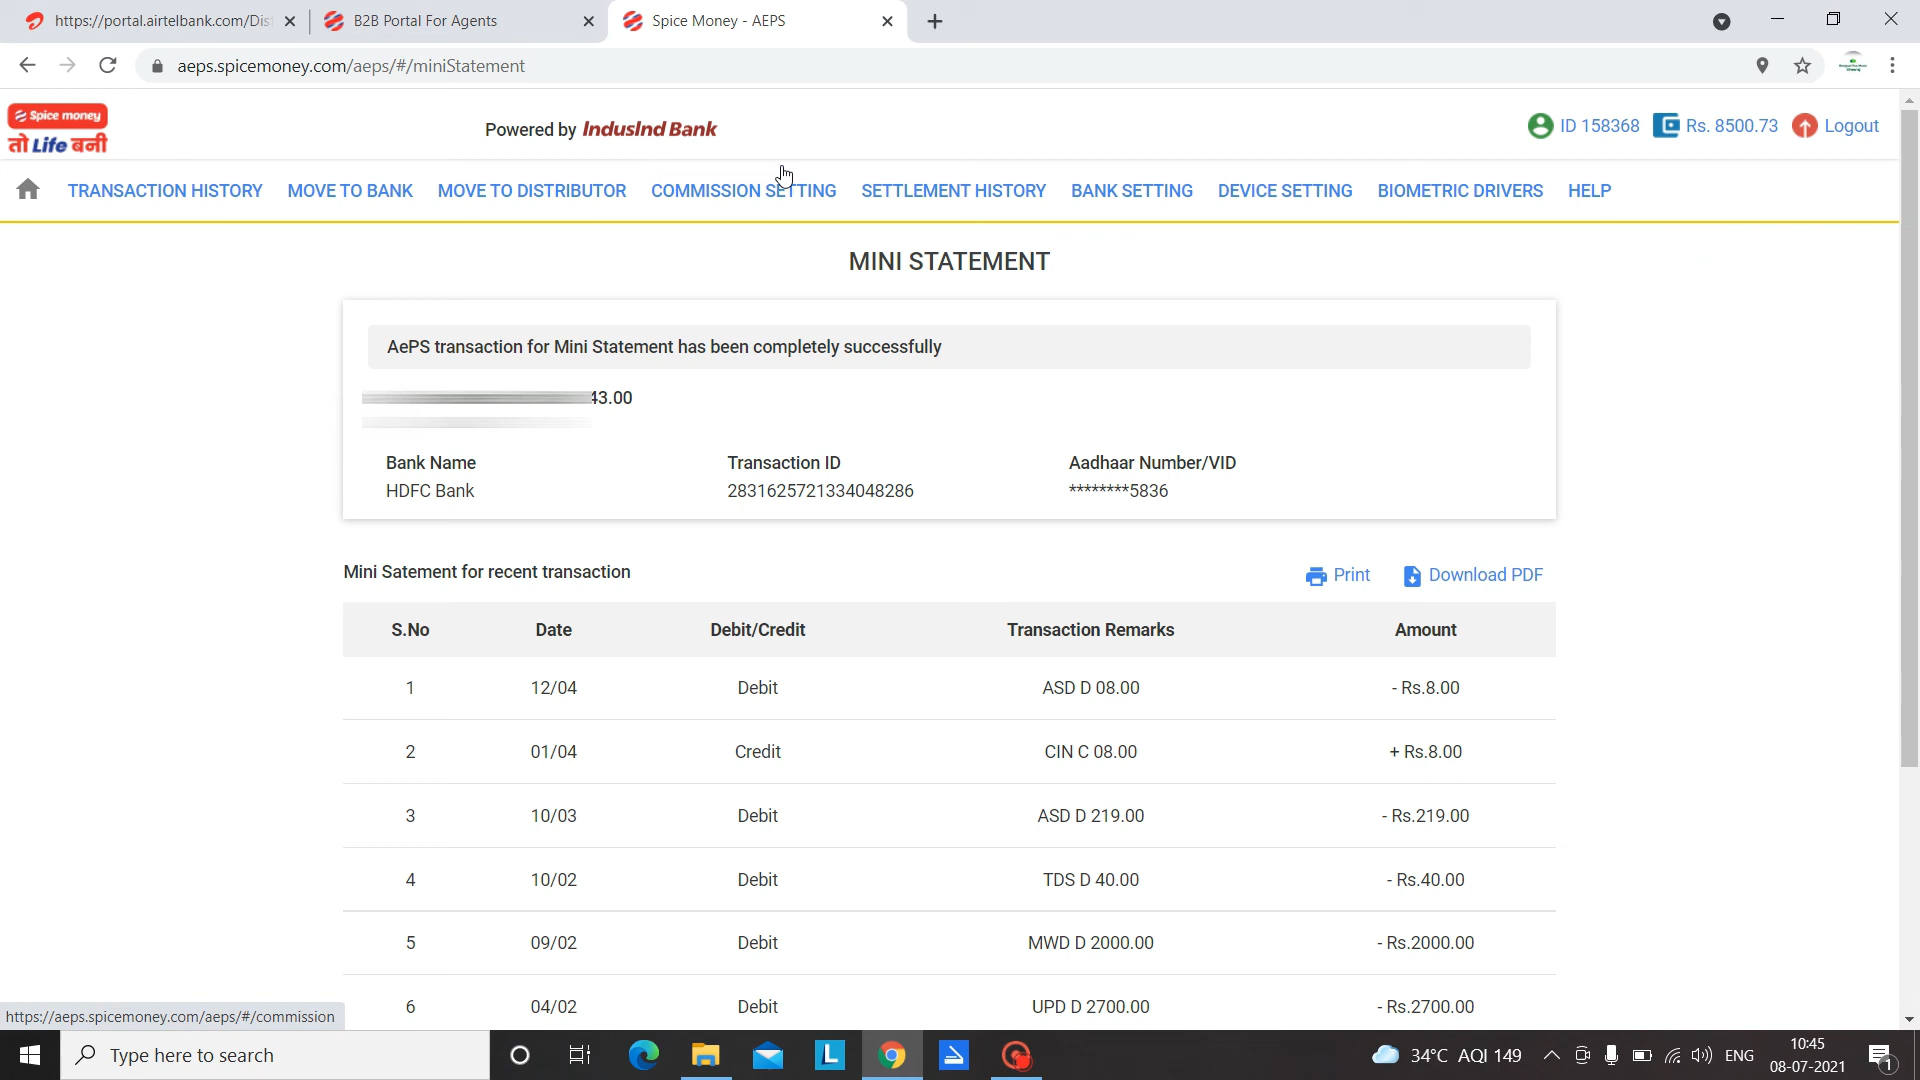 https://portal.airtelbank.com/Dis
B2B Portal For Agents
Spice Money - AEPS
aeps.spicemoney.com/aeps/#/miniStatement
Spice money
तो Life बनी
Powered by IndusInd Bank
ID 158368
Rs. 8500.73
Logout
TRANSACTION HISTORY
MOVE TO BANK
MOVE TO DISTRIBUTOR
COMMISSION SETTING
SETTLEMENT HISTORY
BANK SETTING
DEVICE SETTING
BIOMETRIC DRIVERS
HELP
MINI STATEMENT
AePS transaction for Mini Statement has been completely successfully
43.00
Bank Name
Transaction ID
Aadhaar Number/VID
HDFC Bank
2831625721334048286
********5836
Mini Satement for recent transaction
Print
Download PDF
S.No Date Debit/Credit Transaction Remarks Amount
1 12/04 Debit ASD D 08.00 - Rs.8.00
2 01/04 Credit CIN C 08.00 + Rs.8.00
3 10/03 Debit ASD D 219.00 - Rs.219.00
4 10/02 Debit TDS D 40.00 - Rs.40.00
5 09/02 Debit MWD D 2000.00 - Rs.2000.00
6 04/02 Debit UPD D 2700.00 - Rs.2700.00
https://aeps.spicemoney.com/aeps/#/commission
Type here to search
L
34°C AQI 149
ENG
10:45
08-07-2021
1